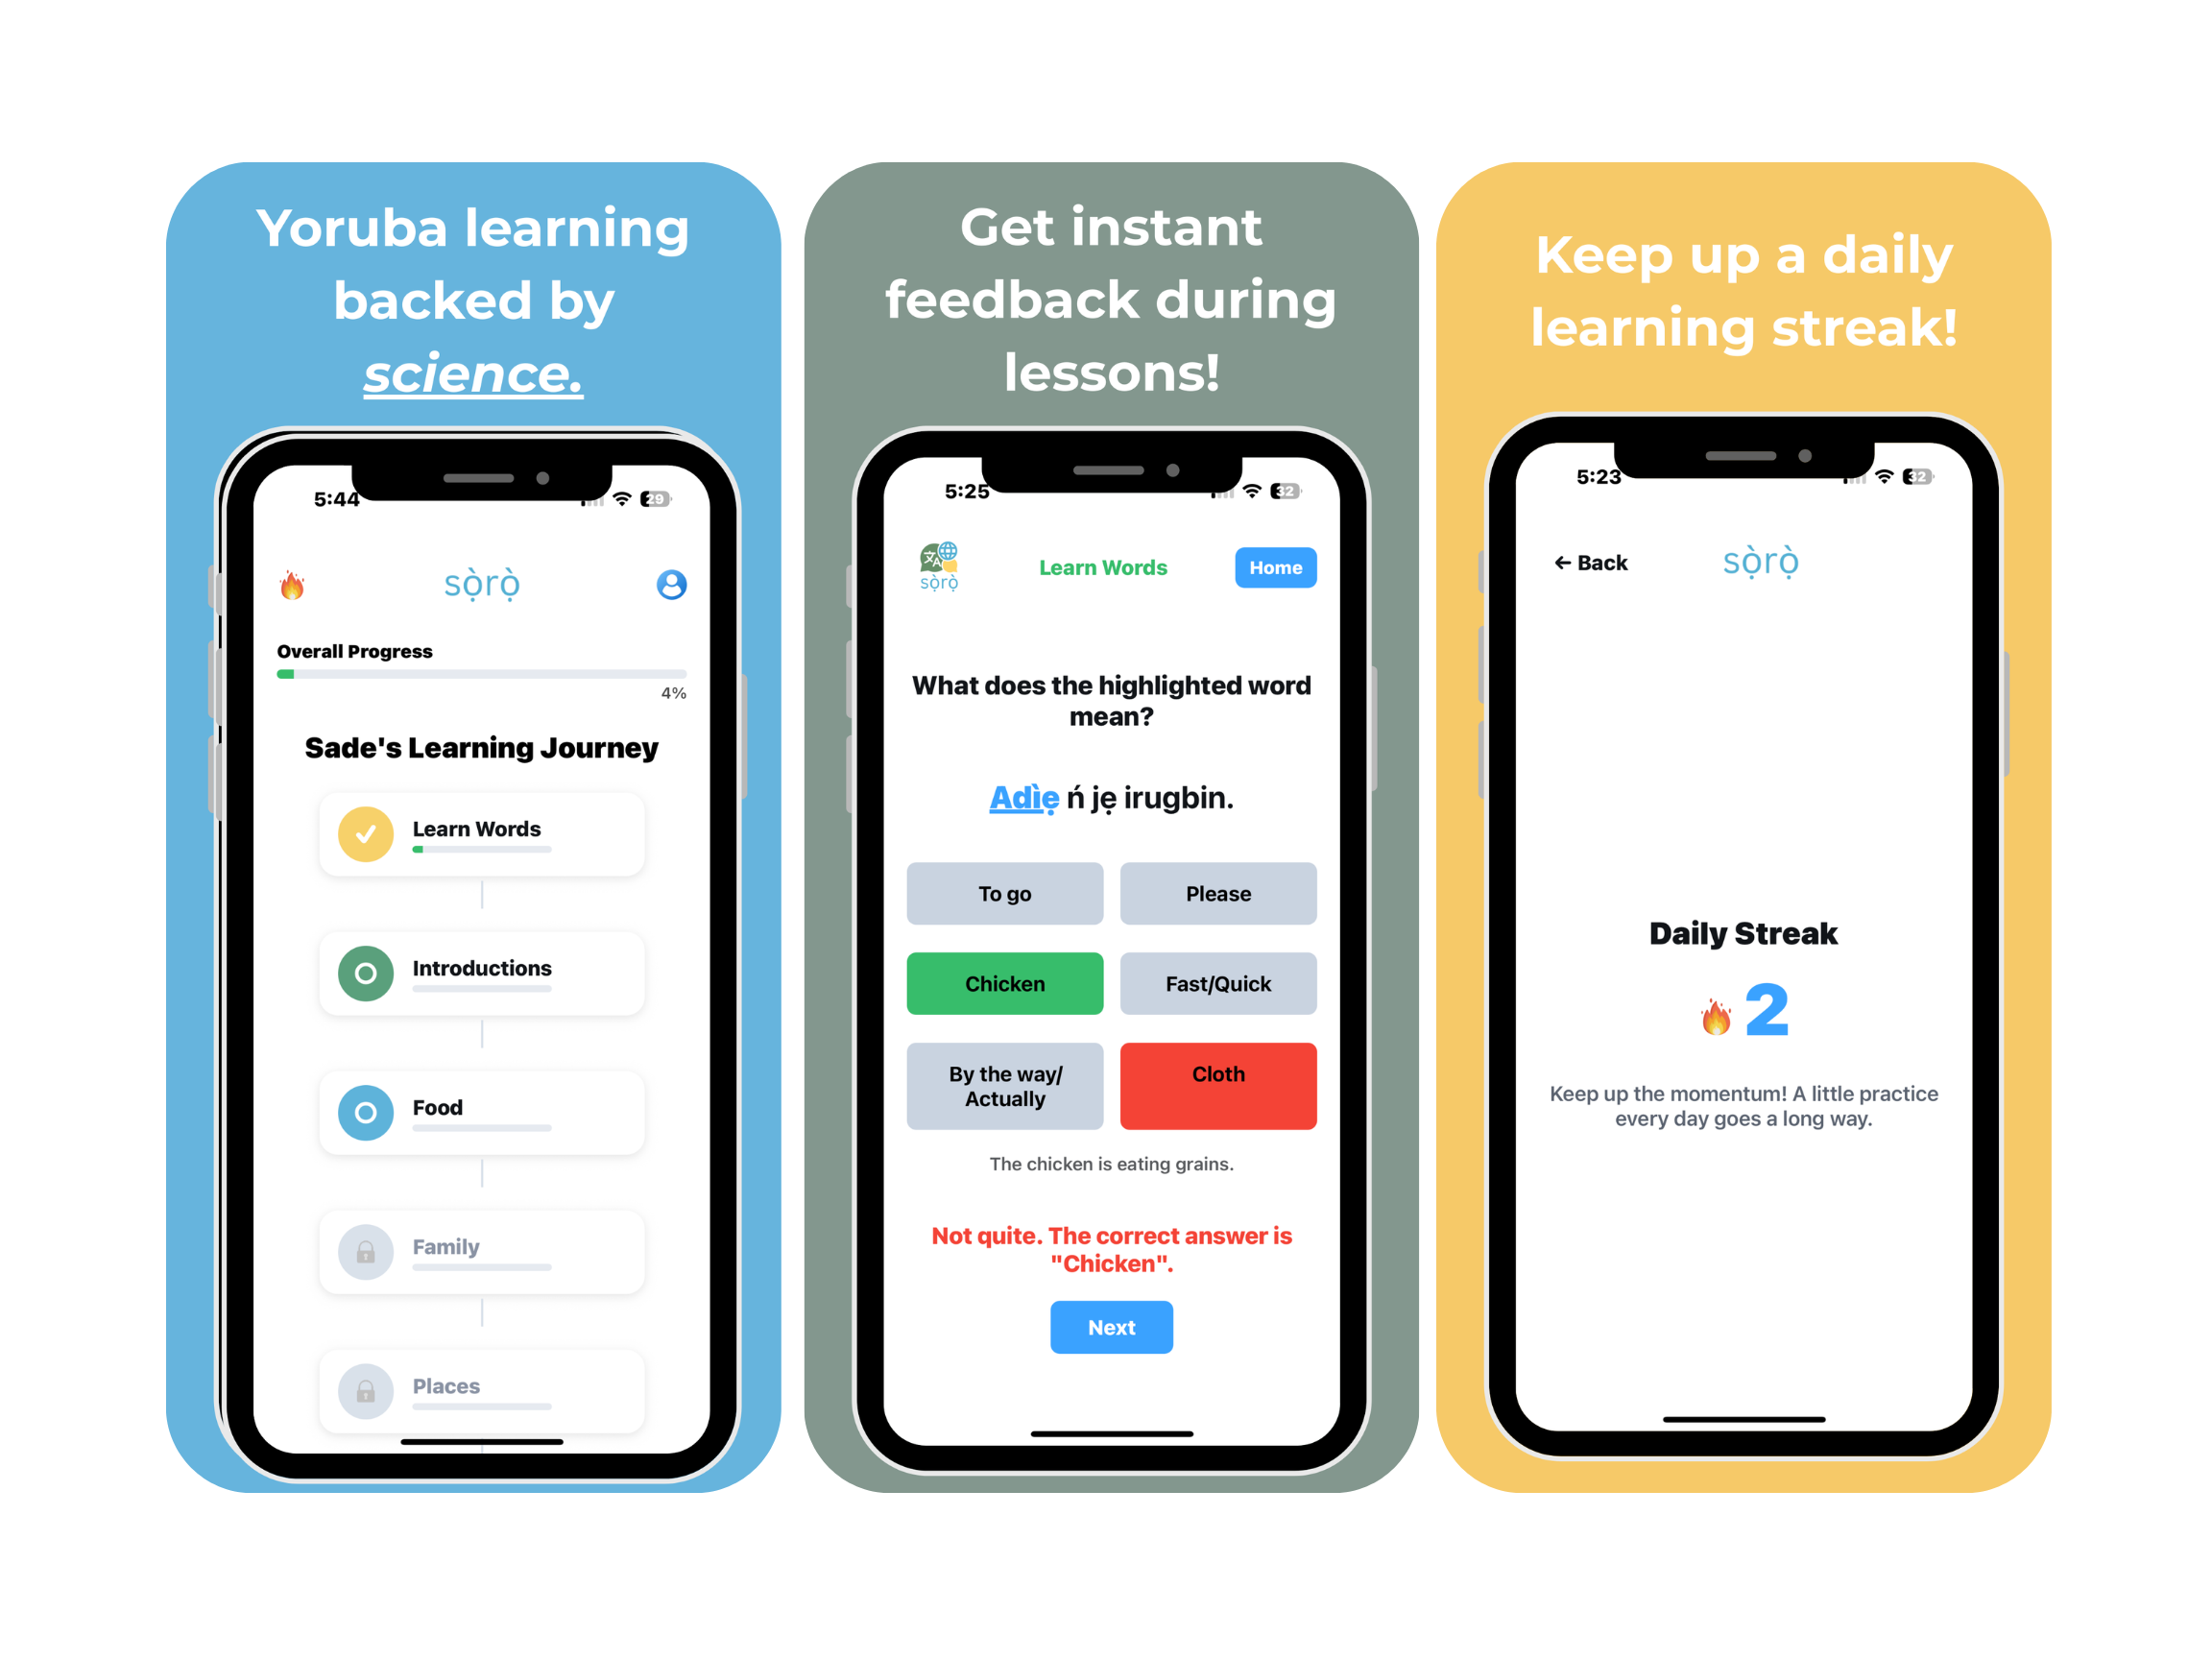 Yoruba learning
backed by
science.
5:44
29
sọ̀rọ̀
Overall Progress
4%
Sade's Learning Journey
Learn Words
Introductions
Food
Family
Places
Get instant
feedback during
lessons!
5:25
32
文A
sọ̀rọ̀
Learn Words
Home
What does the highlighted word
mean?
Adìẹ ń jẹ irugbin.
To go
Please
Chicken
Fast/Quick
By the way/
Actually
Cloth
The chicken is eating grains.
Not quite. The correct answer is
"Chicken".
Next
Keep up a daily
learning streak!
5:23
32
← Back
sọ̀rọ̀
Daily Streak
2
Keep up the momentum! A little practice
every day goes a long way.